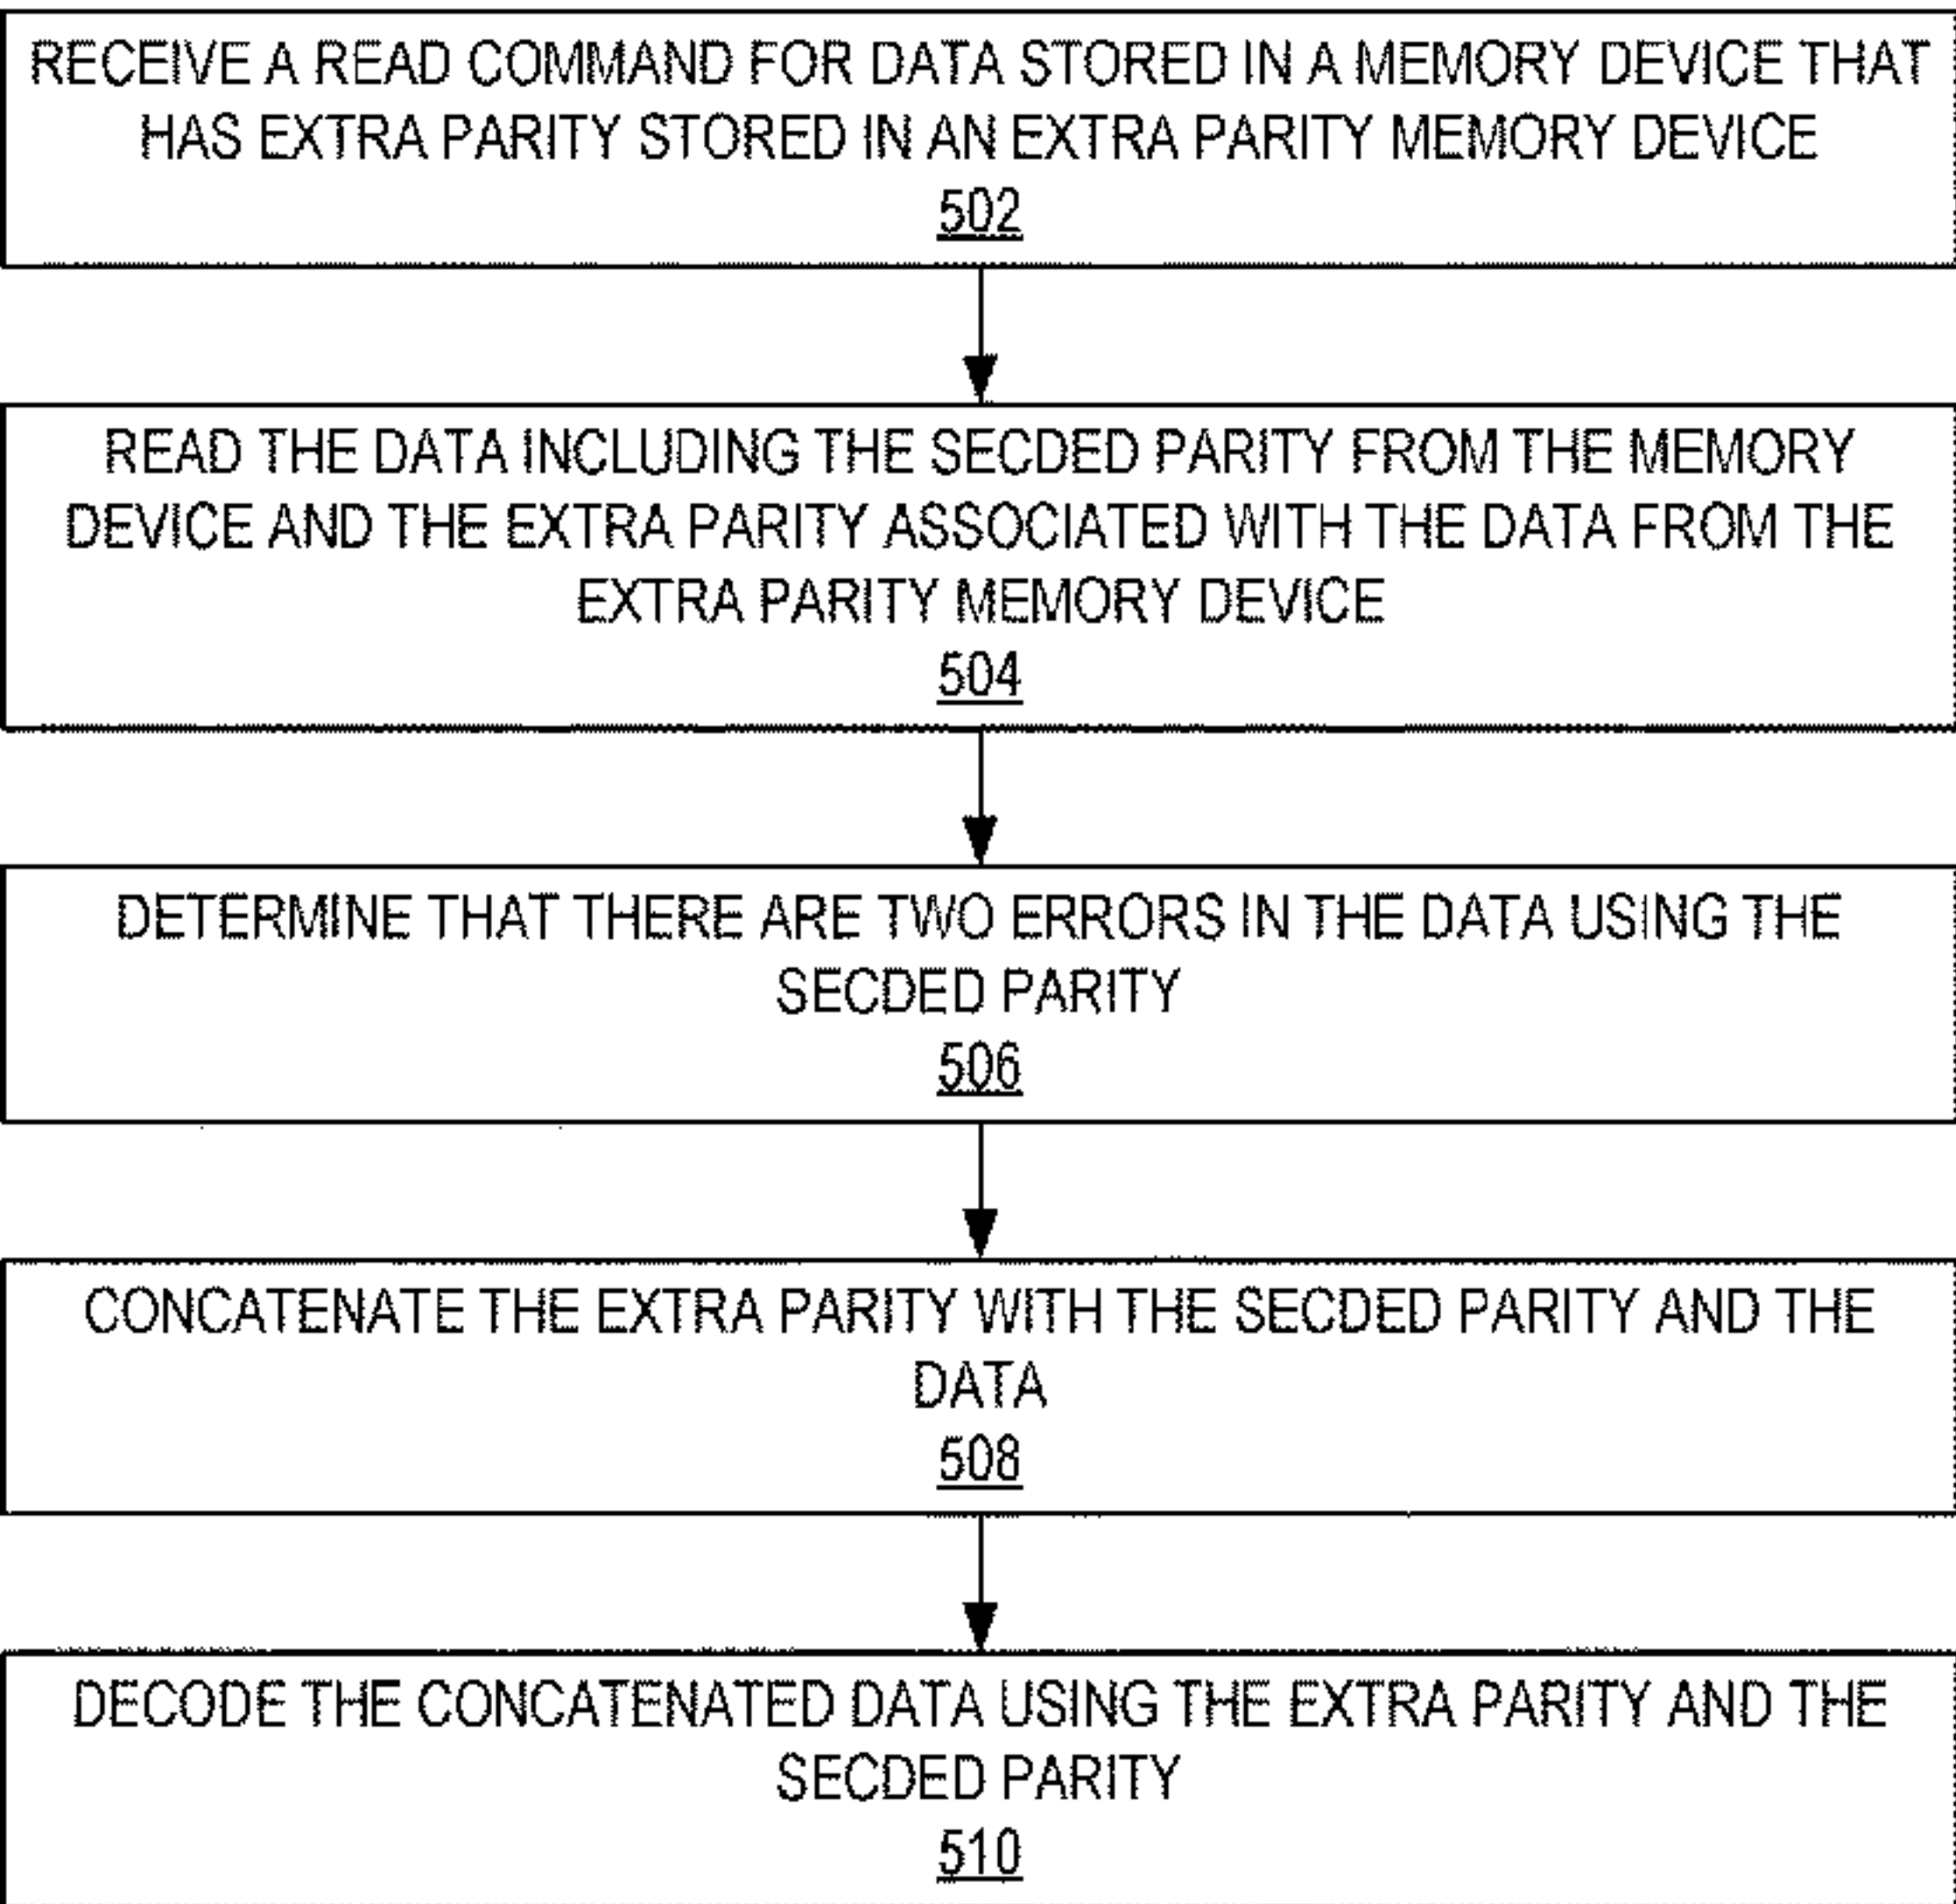 RECEIVE A READ COMMAND FOR DATA STORED IN A MEMORY DEVICE THAT
HAS EXTRA PARITY STORED IN AN EXTRA PARITY MEMORY DEVICE
502
READ THE DATA INCLUDING THE SECDED PARITY FROM THE MEMORY
DEVICE AND THE EXTRA PARITY ASSOCIATED WITH THE DATA FROM THE
EXTRA PARITY MEMORY DEVICE
504
DETERMINE THAT THERE ARE TWO ERRORS IN THE DATA USING THE
SECDED PARITY
506
CONCATENATE THE EXTRA PARITY WITH THE SECDED PARITY AND THE
DATA
508
DECODE THE CONCATENATED DATA USING THE EXTRA PARITY AND THE
SECDED PARITY
510